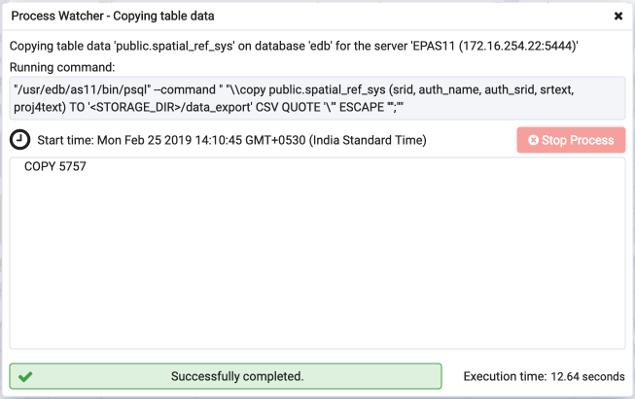 Process Watcher - Copying table data
Copying table data 'public.spatial_ref_sys' on database 'edb' for the server 'EPAS11 (172.16.254.22:5444)'
Running command:
"/usr/edb/as11/bin/psql" --command " "\\copy public.spatial_ref_sys (srid, auth_name, auth_srid, srtext,
proj4text) TO '<STORAGE_DIR>/data_export' CSV QUOTE '\"' ESCAPE '"';""
Start time: Mon Feb 25 2019 14:10:45 GMT+0530 (India Standard Time)
Stop Process
COPY 5757
Successfully completed.
Execution time: 12.64 seconds